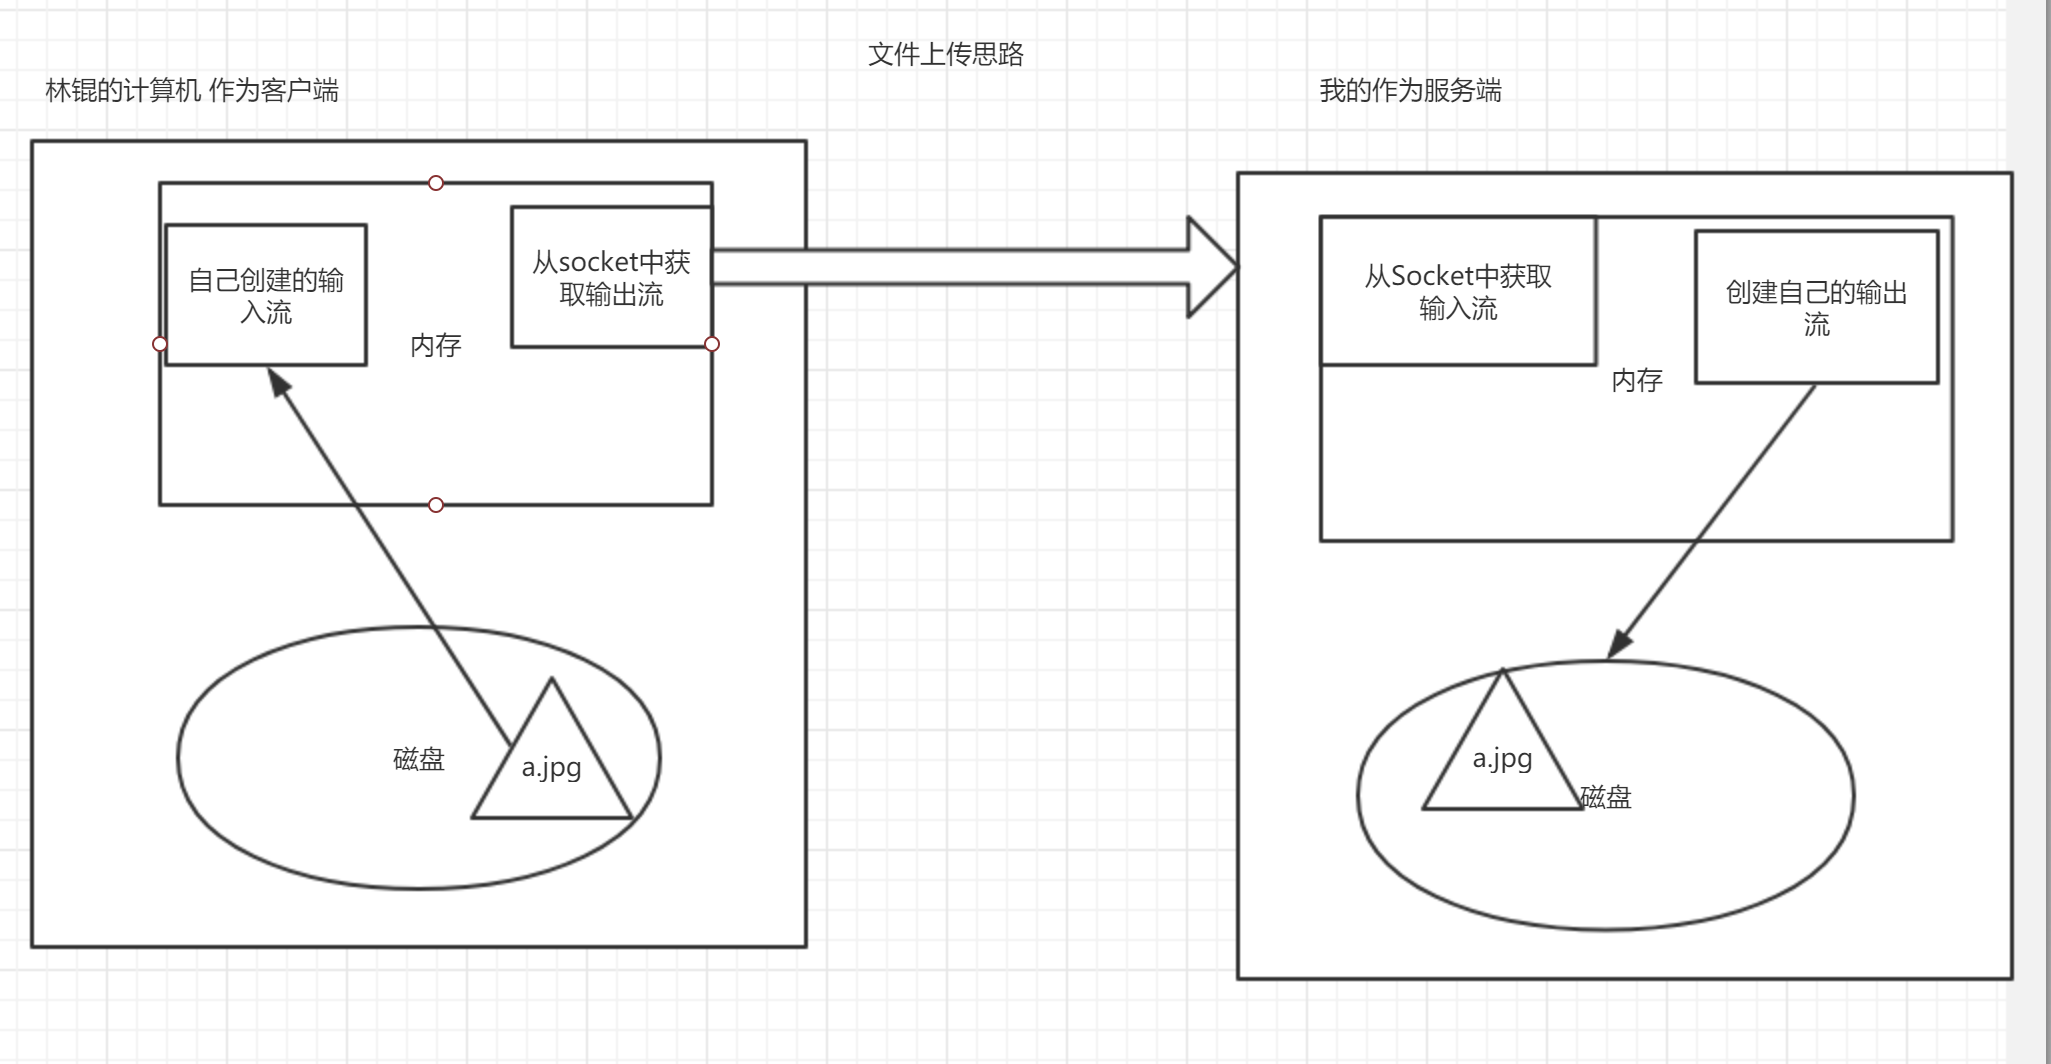 文件上传思路
林锟的计算机 作为客户端
我的作为服务端
自己创建的输
入流
内存
从socket中获
取输出流
磁盘
a.jpg
从Socket中获取
输入流
内存
创建自己的输出
流
a.jpg
磁盘